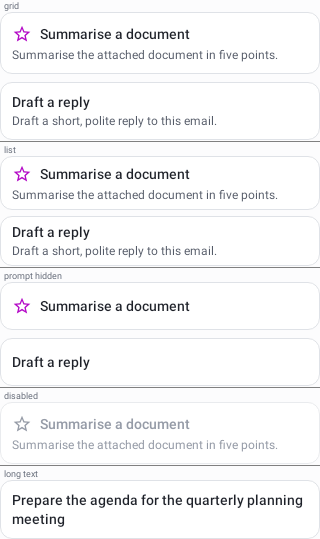 grid
Summarise a document
Summarise the attached document in five points.
Draft a reply
Draft a short, polite reply to this email.
list
Summarise a document
Summarise the attached document in five points.
Draft a reply
Draft a short, polite reply to this email.
prompt hidden
Summarise a document
Draft a reply
disabled
Summarise a document
Summarise the attached document in five points.
long text
Prepare the agenda for the quarterly planning
meeting